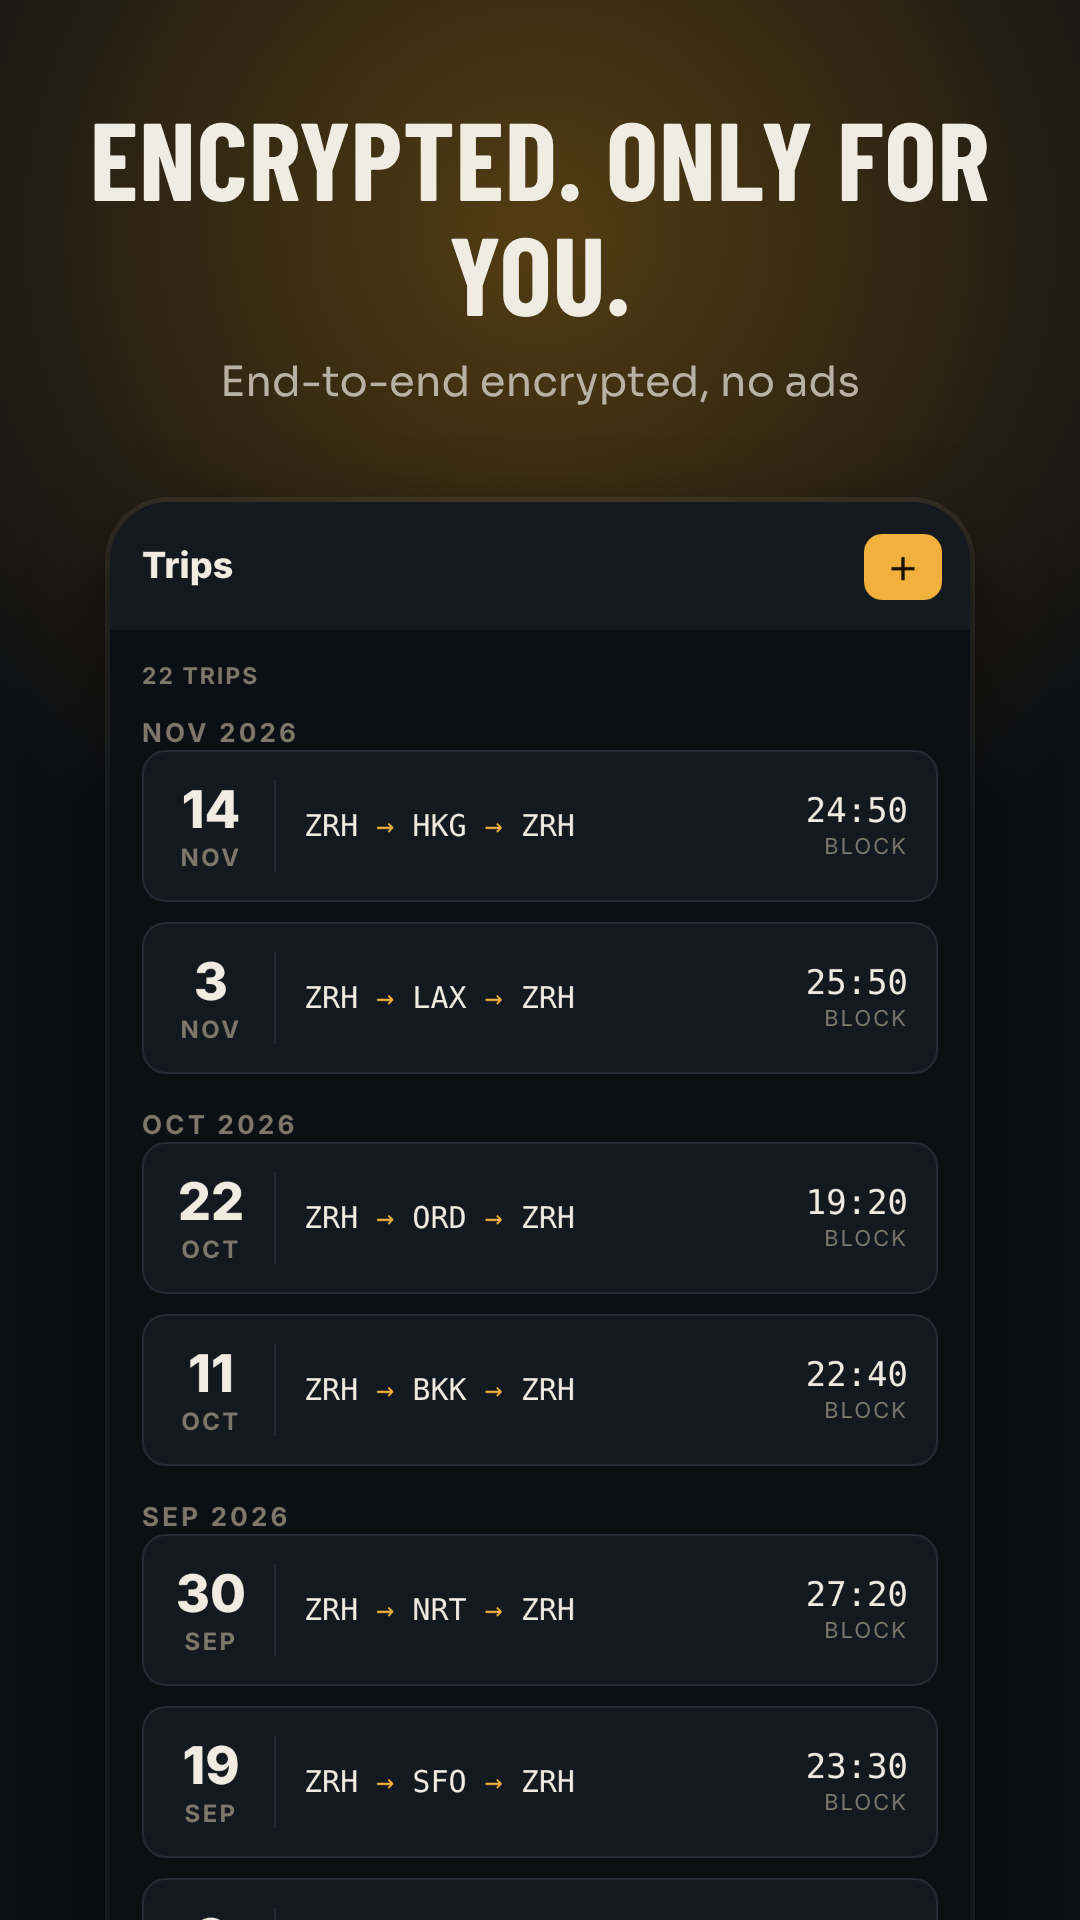 ENCRYPTED. ONLY FOR
YOU.
End-to-end encrypted, no ads
Trips
+
22 TRIPS
NOV 2026
14
NOV
ZRH → HKG → ZRH
24:50
BLOCK
3
NOV
ZRH → LAX → ZRH
25:50
BLOCK
OCT 2026
22
OCT
ZRH → ORD → ZRH
19:20
BLOCK
11
OCT
ZRH → BKK → ZRH
22:40
BLOCK
SEP 2026
30
SEP
ZRH → NRT → ZRH
27:20
BLOCK
19
SEP
ZRH → SFO → ZRH
23:30
BLOCK